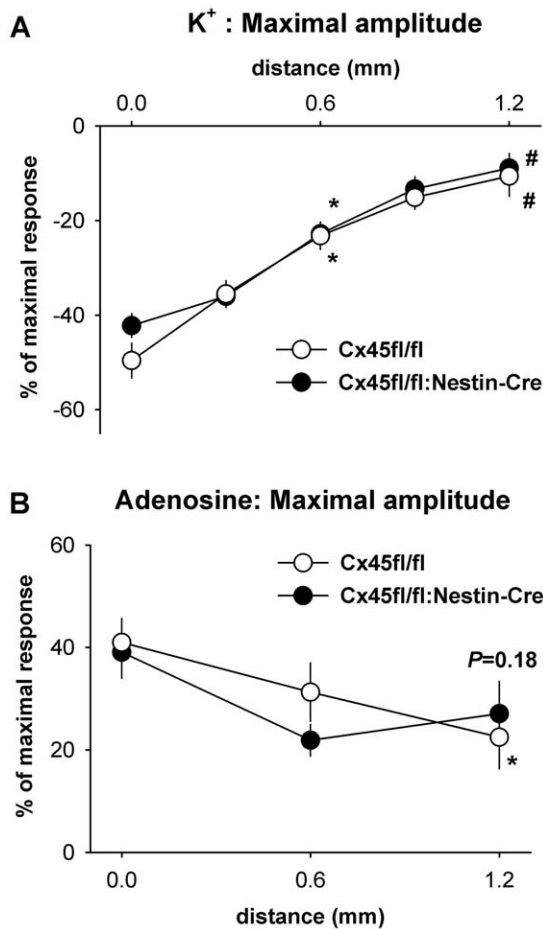 A
K+ : Maximal amplitude
distance (mm)
0.0 0.6 1.2
0
-20
-40
-60
% of maximal response
*
*
#
#
Cx45fl/fl
Cx45fl/fl:Nestin-Cre
B
Adenosine: Maximal amplitude
60
40
20
0
% of maximal response
Cx45fl/fl
Cx45fl/fl:Nestin-Cre
P=0.18
*
0.0 0.6 1.2
distance (mm)